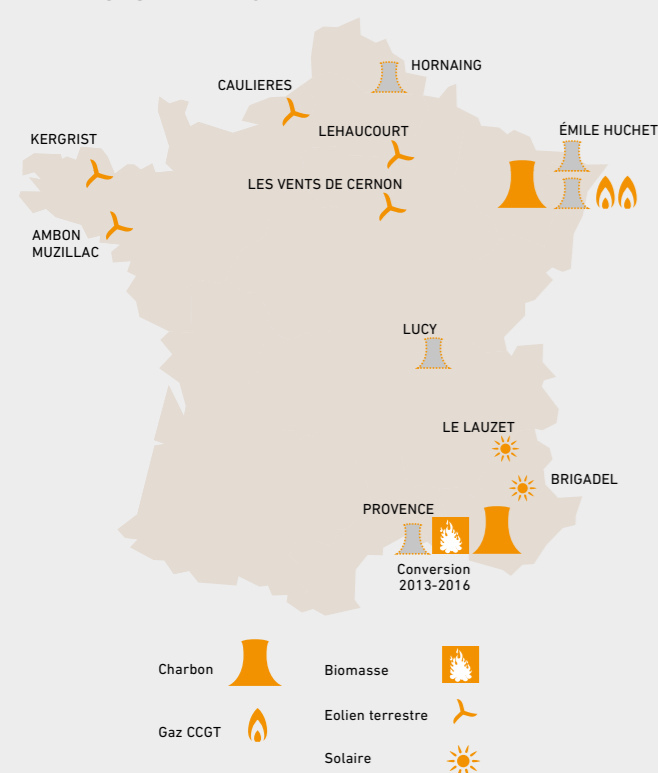 HORNAING
CAULIERES
LEHAUCOURT
ÉMILE HUCHET
KERGRIST
LES VENTS DE CERNON
AMBON
MUZILLAC
LUCY
LE LAUZET
BRIGADEL
PROVENCE
Conversion
2013-2016
Charbon
Biomasse
Eolien terrestre
Gaz CCGT
Solaire